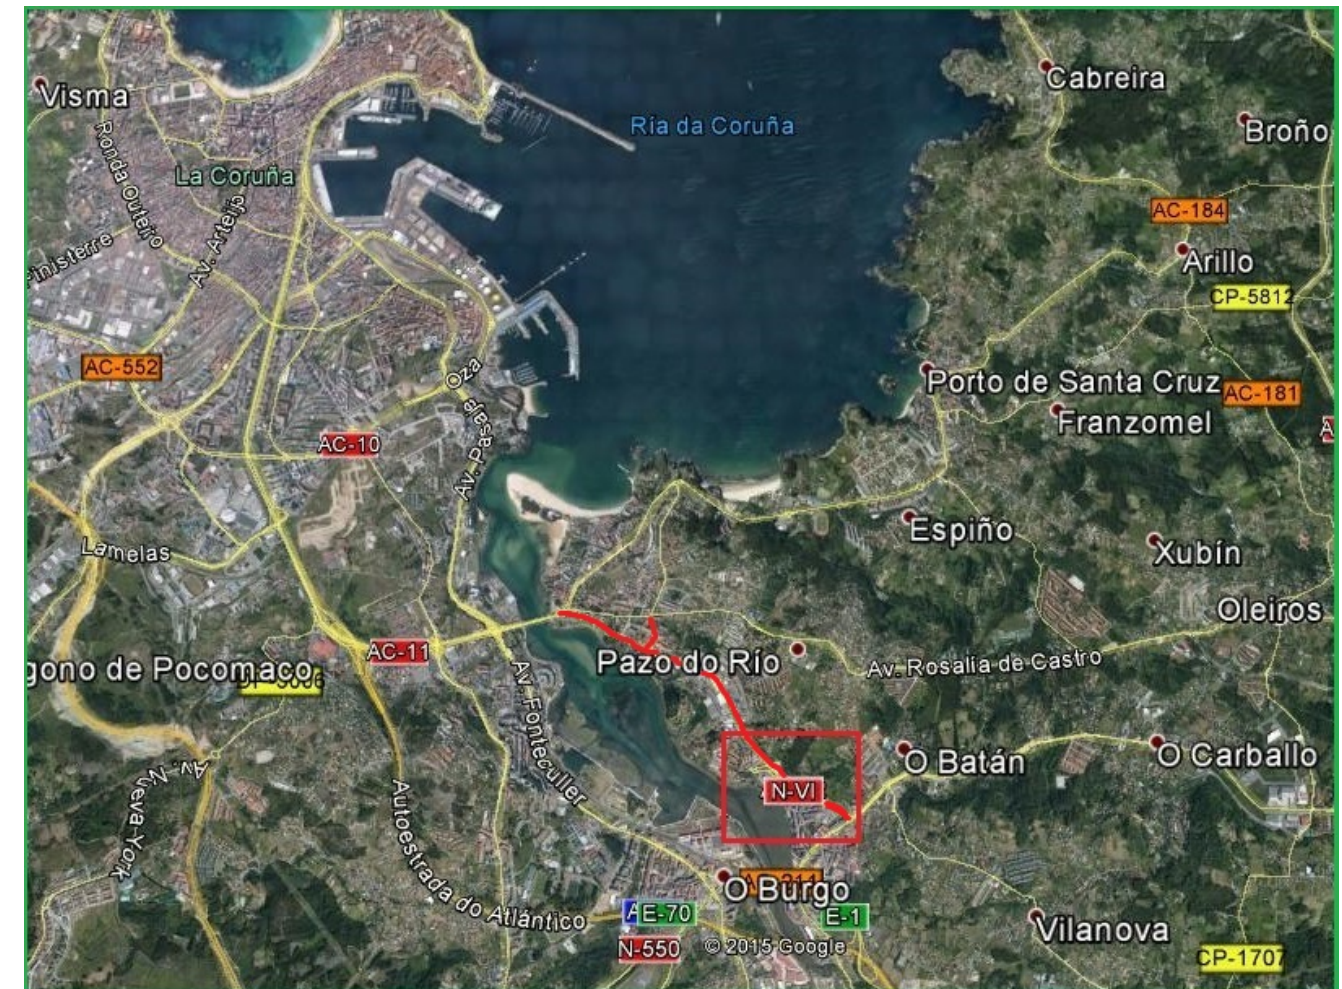 Cabreira
Visma
Broño
Ría da Coruña
Ronda Outeiro
La Coruña
AC-184
Av. Arteijo
Finisterre
Arillo
CP-5812
AC-552
Oza
Porto de Santa Cruz
AC-181
Franzomel
AC-10
Av. Pasaje
Espiño
Lamelas
Xubín
Oleiros
AC-11
Pazo do Río
Av. Rosalía de Castro
gono de Pocomaco
Av. Fonteculler
O Batán
O Carballo
Av. Nueva York
N-VI
Autoestrada do Atlántico
O Burgo
E-70
E-1
Vilanova
N-550
© 2015 Google
CP-1707